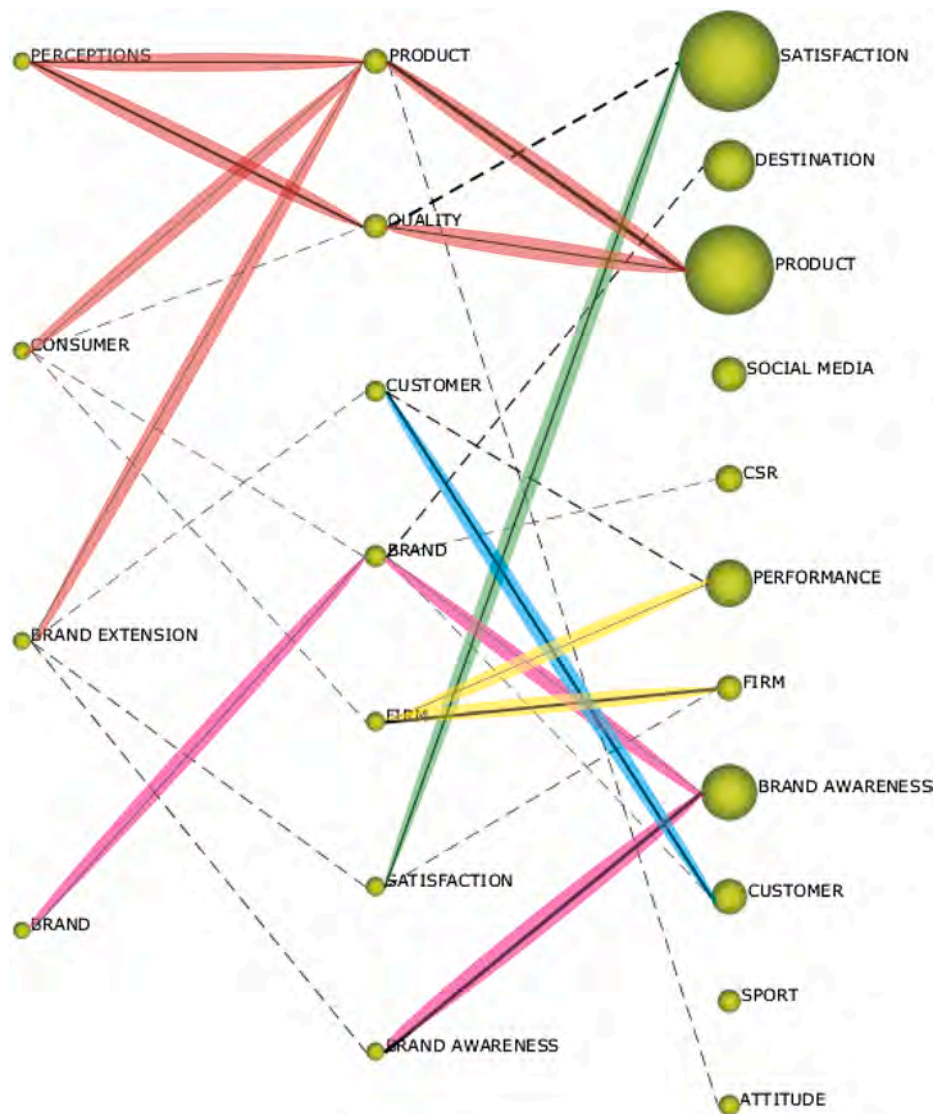 PERCEPTIONS
CONSUMER
BRAND EXTENSION
BRAND
PRODUCT
QUALITY
CUSTOMER
BRAND
FIRM
SATISFACTION
BRAND AWARENESS
SATISFACTION
DESTINATION
PRODUCT
SOCIAL MEDIA
CSR
PERFORMANCE
FIRM
BRAND AWARENESS
CUSTOMER
SPORT
ATTITUDE